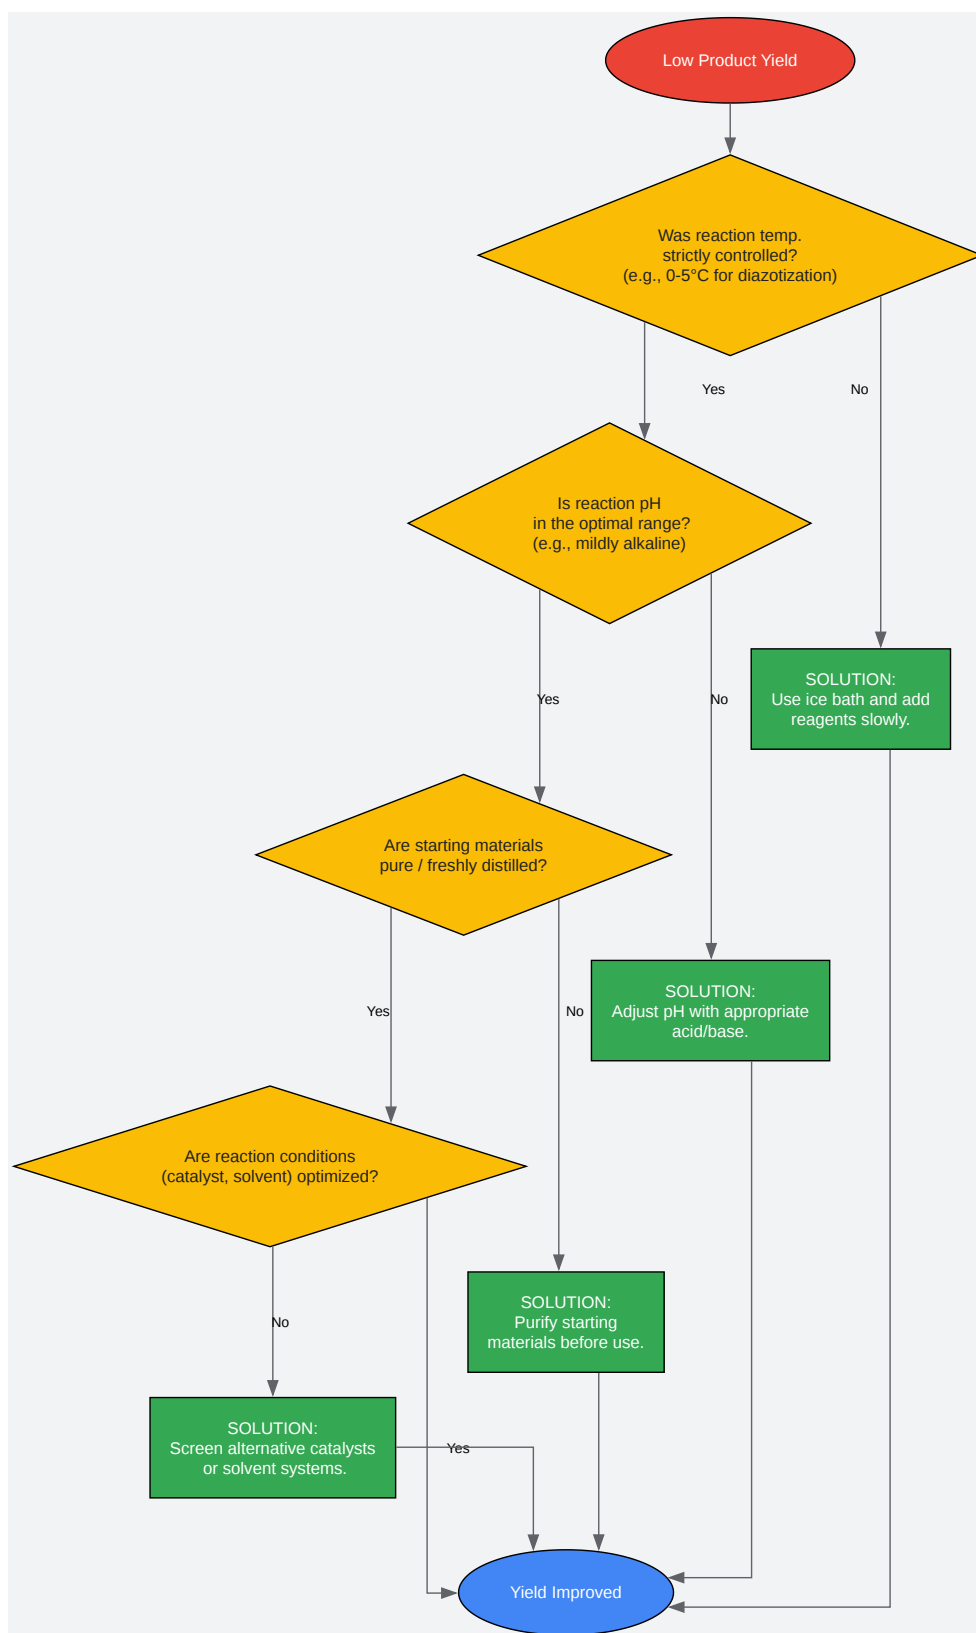 Low Product Yield
Was reaction temp.
strictly controlled?
(e.g., 0-5°C for diazotization)
Yes
No
Is reaction pH
in the optimal range?
(e.g., mildly alkaline)
Yes
No
SOLUTION:
Use ice bath and add
reagents slowly.
Are starting materials
pure / freshly distilled?
Yes
No
SOLUTION:
Adjust pH with appropriate
acid/base.
Are reaction conditions
(catalyst, solvent) optimized?
No
SOLUTION:
Purify starting
materials before use.
SOLUTION:
Screen alternative catalysts
or solvent systems.
Yes
Yield Improved